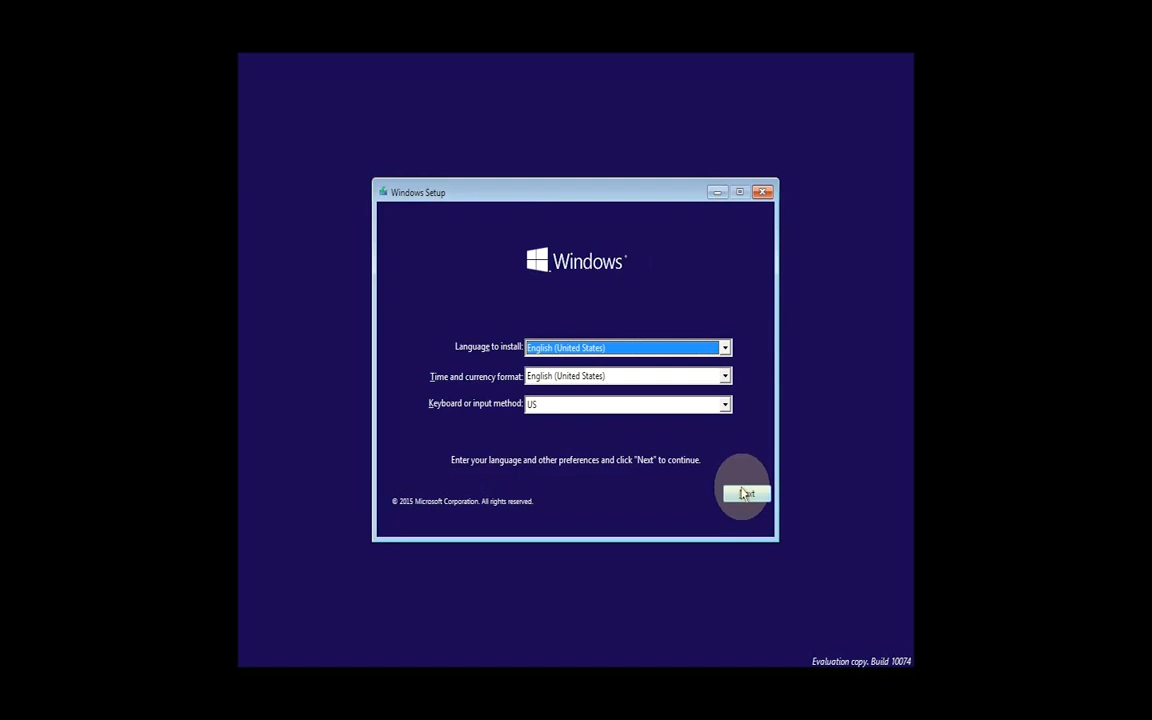 Windows Setup
Windows
Language to install: English (United States)
Time and currency format: English (United States)
Keyboard or input method: US
Enter your language and other preferences and click "Next" to continue.
© 2015 Microsoft Corporation. All rights reserved.
Evaluation copy. Build 10074